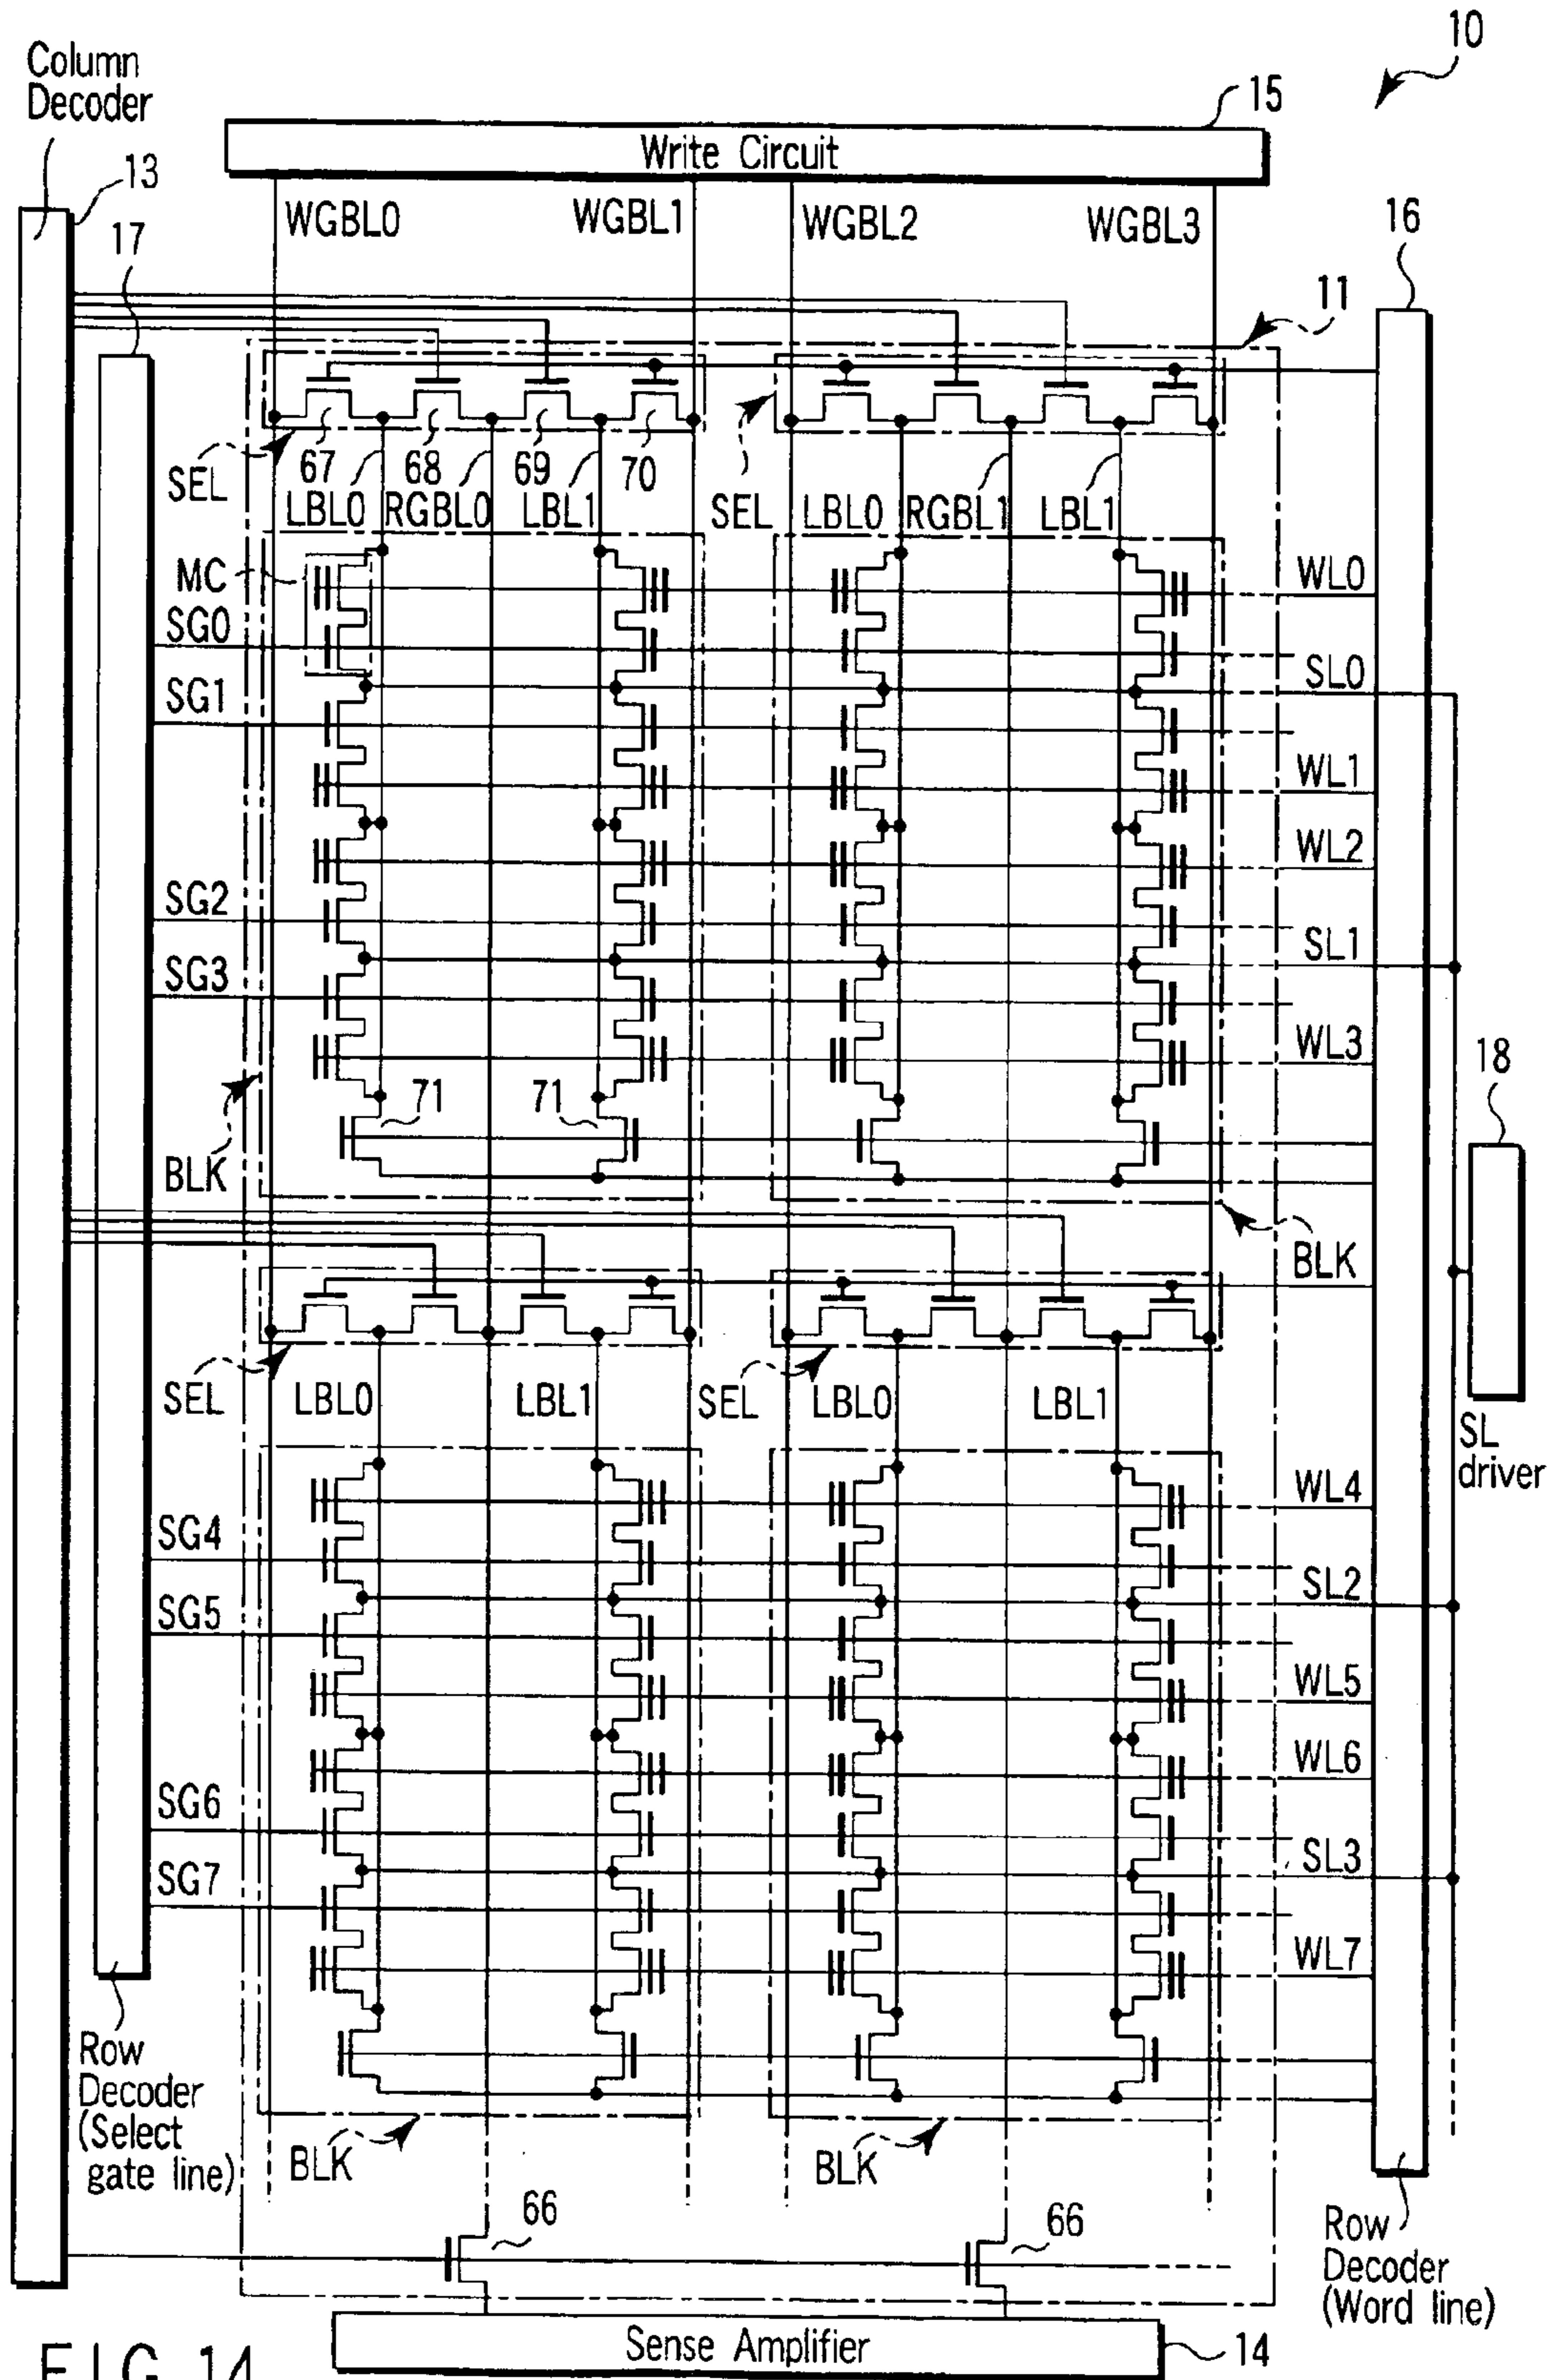 10
Column
Decoder
15
Write Circuit
13
WGBL0 WGBL1 WGBL2 WGBL3
16
17
11
67 68 69 70
SEL
LBL0 RGBL0 LBL1
SEL LBL0 RGBL1 LBL1
MC
WL0
SG0
SL0
SG1
WL1
WL2
SG2
SL1
SG3
WL3
18
71 71
BLK
BLK
SEL LBL0 LBL1 SEL LBL0 LBL1
SL
driver
WL4
SG4
SL2
SG5
WL5
WL6
SG6
SL3
SG7
WL7
Row
Decoder
(Select
gate line)
BLK BLK
66 66
Row
Decoder
(Word line)
Sense Amplifier
14
FIG. 14